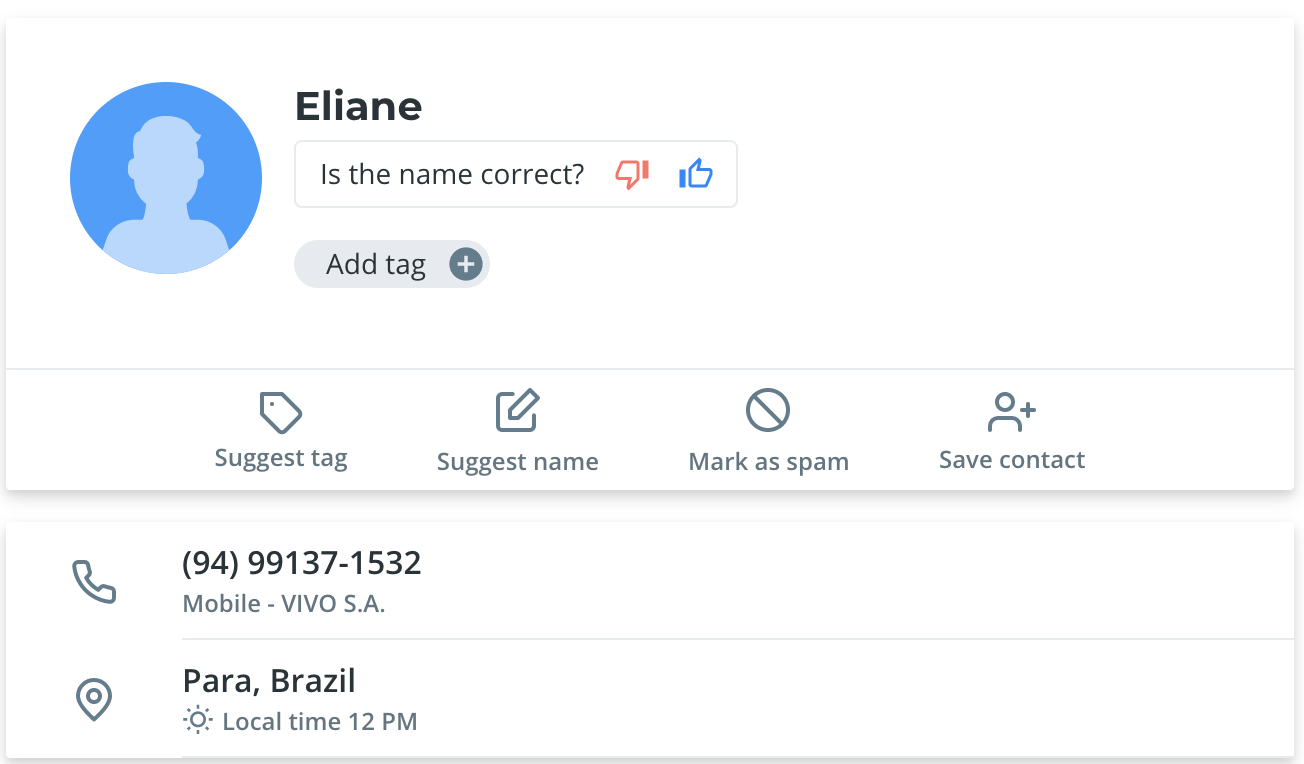 Eliane
Is the name correct?
Add tag
Suggest tag
Suggest name
Mark as spam
Save contact
(94) 99137-1532
Mobile - VIVO S.A.
Para, Brazil
Local time 12 PM